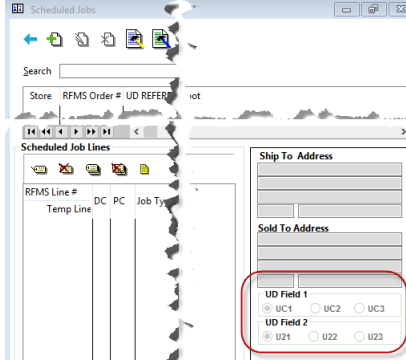 Scheduled Jobs
Search
Store RFMS Order # UD REFER ot
Scheduled Job Lines
RFMS Line # DC PC Job Ty
Temp Line
Ship To Address
Sold To Address
UD Field 1
UC1 UC2 UC3
UD Field 2
U21 U22 U23